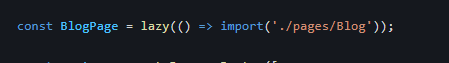 const BlogPage = lazy(() => import('./pages/Blog'));